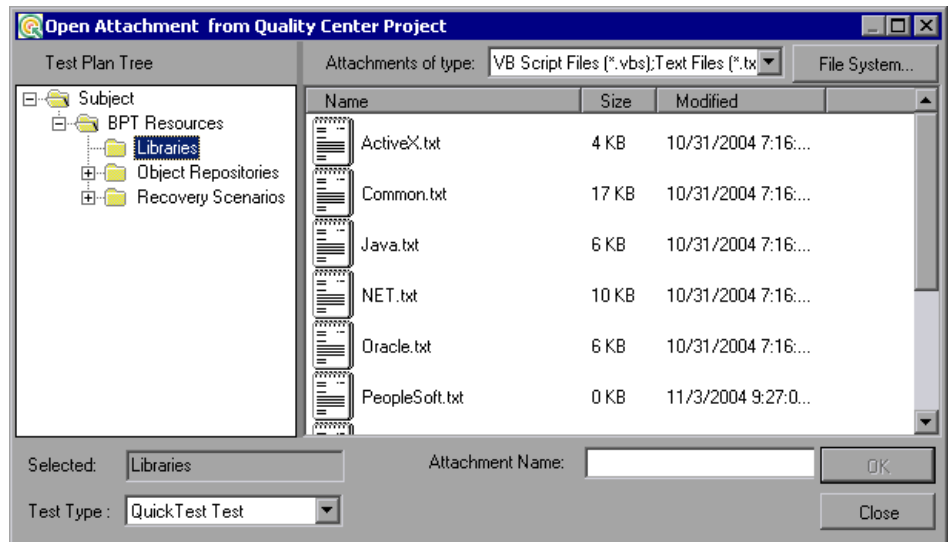 Open Attachment from Quality Center Project
Test Plan Tree
Attachments of type: VB Script Files (*.vbs);Text Files (*.tx
File System...
Subject
BPT Resources
Libraries
Object Repositories
Recovery Scenarios
Name Size Modified
ActiveX.txt 4 KB 10/31/2004 7:16:...
Common.txt 17 KB 10/31/2004 7:16:...
Java.txt 6 KB 10/31/2004 7:16:...
NET.txt 10 KB 10/31/2004 7:16:...
Oracle.txt 6 KB 10/31/2004 7:16:...
PeopleSoft.txt 0 KB 11/3/2004 9:27:0...
Selected: Libraries
Attachment Name:
OK
Test Type : QuickTest Test
Close